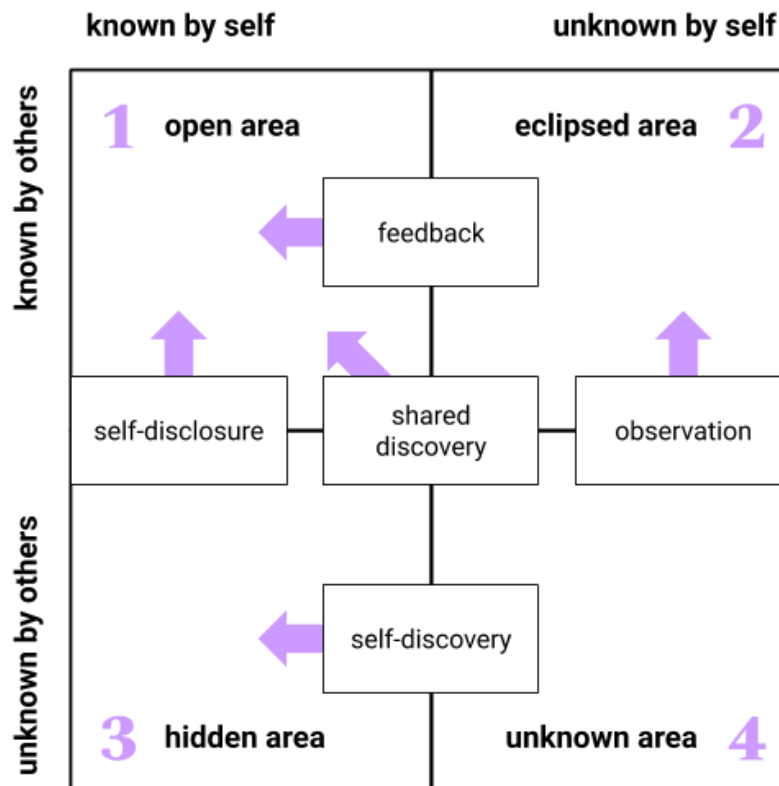 known by self
unknown by self
known by others
1
open area
eclipsed area
2
feedback
self-disclosure
shared
discovery
observation
unknown by others
self-discovery
3
hidden area
unknown area
4